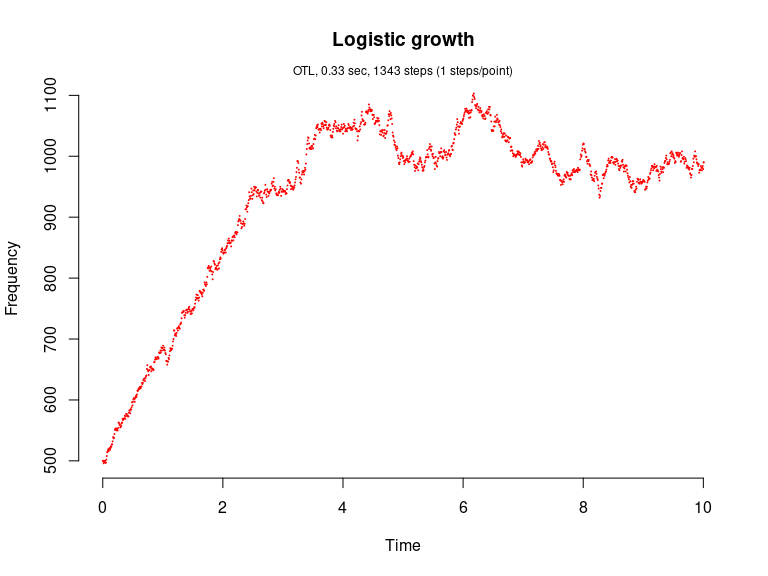 Logistic growth
OTL, 0.33 sec, 1343 steps (1 steps/point)
1100
1000
900
800
700
600
500
Frequency
0 2 4 6 8 10
Time